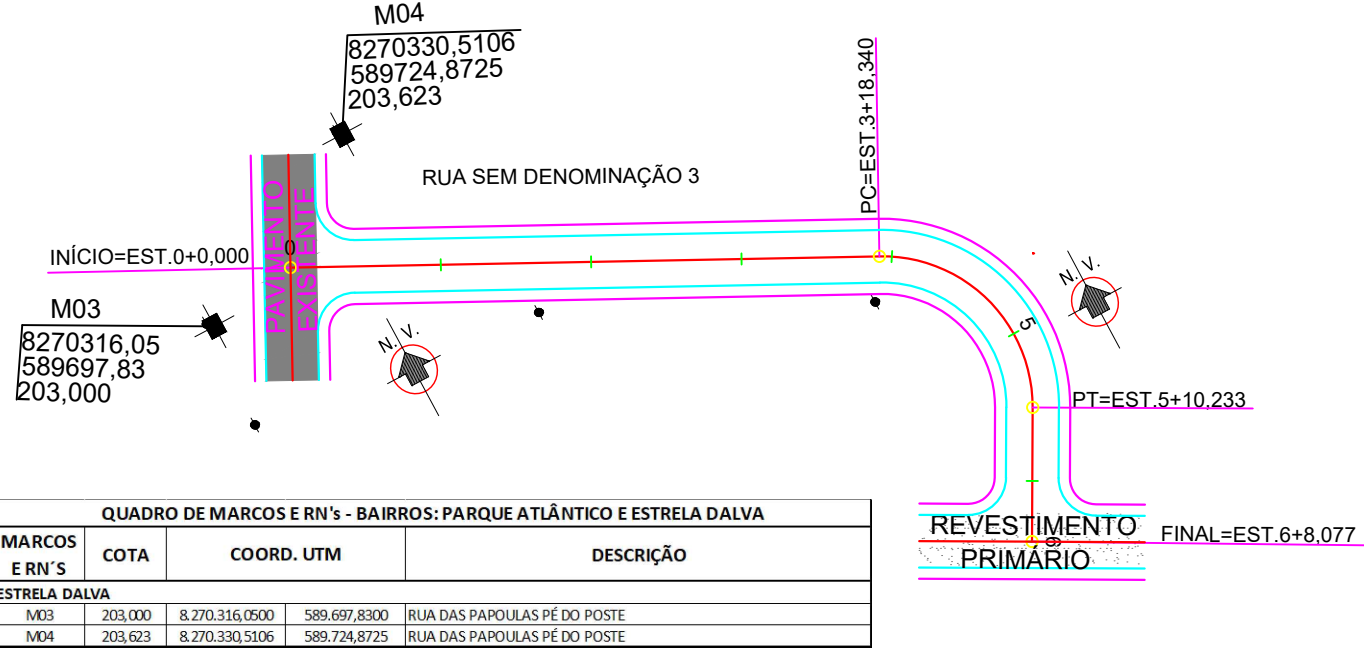 M04
8270330,5106
589724,8725
203,623
PC=EST.3+18,340
RUA SEM DENOMINAÇÃO 3
PAVIMENTO
EXISTENTE
0
INÍCIO=EST.0+0,000
M03
8270316,05
589697,83
203,000
N. V.
N. V.
5
PT=EST.5+10,233
REVESTIMENTO
6
PRIMÁRIO
FINAL=EST.6+8,077
QUADRO DE MARCOS E RN's - BAIRROS: PARQUE ATLÂNTICO E ESTRELA DALVA
MARCOS E RN´S COTA COORD. UTM DESCRIÇÃO
ESTRELA DALVA
M03 203,000 8.270.316,0500 589.697,8300 RUA DAS PAPOULAS PÉ DO POSTE
M04 203,623 8.270.330,5106 589.724,8725 RUA DAS PAPOULAS PÉ DO POSTE